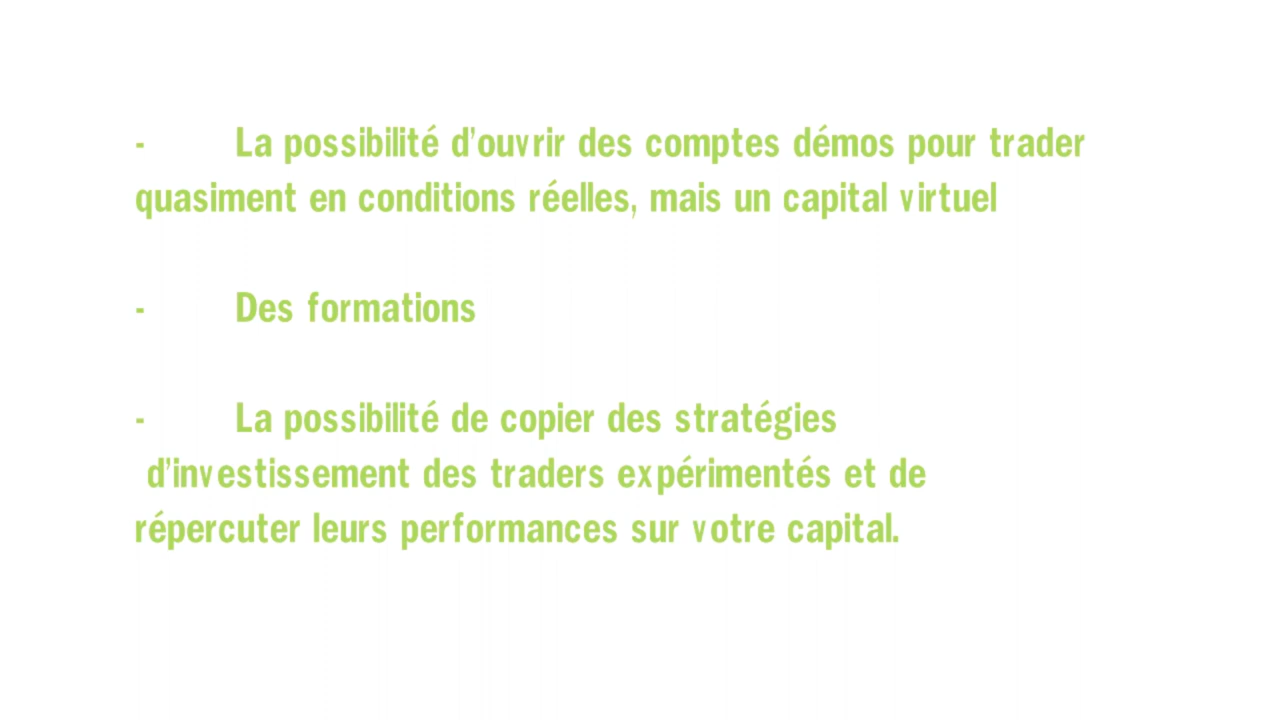 - La possibilité d'ouvrir des comptes démos pour trader
quasiment en conditions réelles, mais un capital virtuel
- Des formations
- La possibilité de copier des stratégies
d'investissement des traders expérimentés et de
répercuter leurs performances sur votre capital.